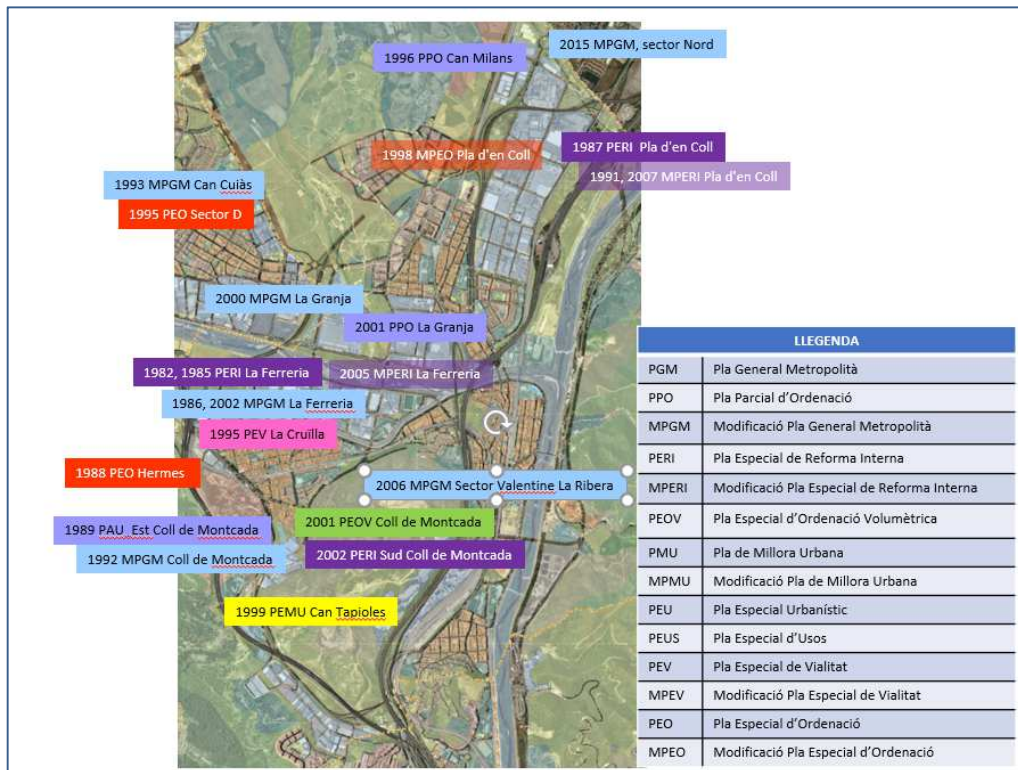 2015 MPGM, sector Nord
1996 PPO Can Milans
1987 PERI Pla d'en Coll
1998 MPEO Pla d'en Coll
1991, 2007 MPERI Pla d'en Coll
1993 MPGM Can Cuiàs
1995 PEO Sector D
2000 MPGM La Granja
2001 PPO La Granja
1982, 1985 PERI La Ferreria
2005 MPERI La Ferreria
1986, 2002 MPGM La Ferreria
1995 PEV La Cruïlla
1988 PEO Hermes
2006 MPGM Sector Valentine La Ribera
1989 PAU_Est Coll de Montcada
2001 PEOV Coll de Montcada
1992 MPGM Coll de Montcada
2002 PERI Sud Coll de Montcada
1999 PEMU Can Tapioles
LLEGENDA
PGM Pla General Metropolità
PPO Pla Parcial d'Ordenació
MPGM Modificació Pla General Metropolità
PERI Pla Especial de Reforma Interna
MPERI Modificació Pla Especial de Reforma Interna
PEOV Pla Especial d'Ordenació Volumètrica
PMU Pla de Millora Urbana
MPMU Modificació Pla de Millora Urbana
PEU Pla Especial Urbanístic
PEUS Pla Especial d'Usos
PEV Pla Especial de Vialitat
MPEV Modificació Pla Especial de Vialitat
PEO Pla Especial d'Ordenació
MPEO Modificació Pla Especial d'Ordenació